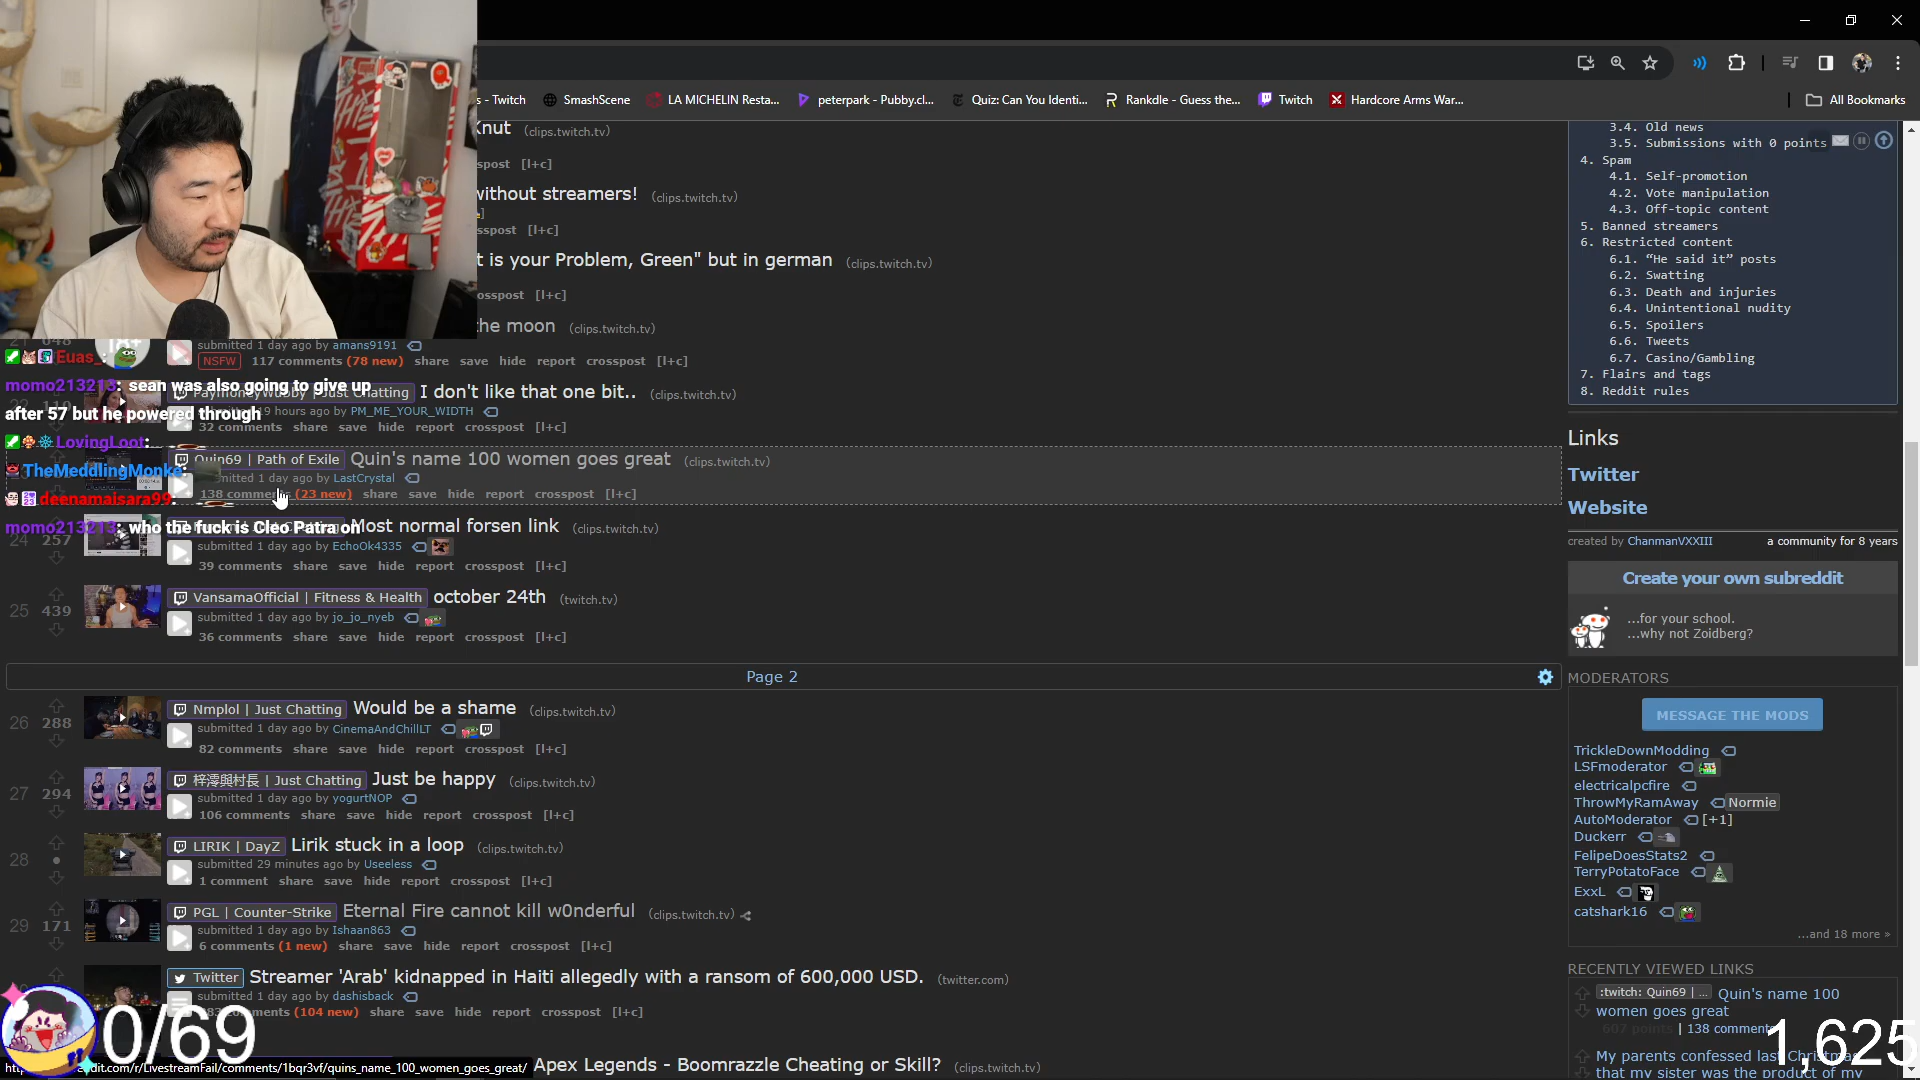 s - Twitch
SmashScene
LA MICHELIN Resta...
peterpark - Pubby.cl...
Quiz: Can You Identi...
Rankdle - Guess the...
Twitch
Hardcore Arms War...
All Bookmarks
Knut (clips.twitch.tv)
spost [l+c]
without streamers! (clips.twitch.tv)
sspost [l+c]
t is your Problem, Green" but in german (clips.twitch.tv)
osspost [l+c]
the moon (clips.twitch.tv)
submitted 1 day ago by amans9191
NSFW 117 comments (78 new) share save hide report crosspost [l+c]
PaymoneyWubby | Just Chatting I don't like that one bit.. (clips.twitch.tv)
19 hours ago by PM_ME_YOUR_WIDTH
32 comments share save hide report crosspost [l+c]
Quin69 | Path of Exile Quin's name 100 women goes great (clips.twitch.tv)
mitted 1 day ago by LastCrystal
138 comments (23 new) share save hide report crosspost [l+c]
24 257 Most normal forsen link (clips.twitch.tv)
submitted 1 day ago by EchoOk4335
39 comments share save hide report crosspost [l+c]
25 439 VansamaOfficial | Fitness & Health october 24th (twitch.tv)
submitted 1 day ago by jo_jo_nyeb
36 comments share save hide report crosspost [l+c]
Euas_:
momo213213: sean was also going to give up
after 57 but he powered through
LovingLoot:
TheMeddlingMonke:
deenamaisara99:
momo213213: who the fuck is Cleo Patra on
Page 2
26 288 Nmplol | Just Chatting Would be a shame (clips.twitch.tv)
submitted 1 day ago by CinemaAndChillLT
82 comments share save hide report crosspost [l+c]
27 294 梓澪與村長 | Just Chatting Just be happy (clips.twitch.tv)
submitted 1 day ago by yogurtNOP
106 comments share save hide report crosspost [l+c]
28 • LIRIK | DayZ Lirik stuck in a loop (clips.twitch.tv)
submitted 29 minutes ago by Useeless
1 comment share save hide report crosspost [l+c]
29 171 PGL | Counter-Strike Eternal Fire cannot kill w0nderful (clips.twitch.tv)
submitted 1 day ago by Ishaan863
6 comments (1 new) share save hide report crosspost [l+c]
Twitter Streamer 'Arab' kidnapped in Haiti allegedly with a ransom of 600,000 USD. (twitter.com)
submitted 1 day ago by dashisback
comments (104 new) share save hide report crosspost [l+c]
0/69
Apex Legends - Boomrazzle Cheating or Skill? (clips.twitch.tv)
dit.com/r/LivestreamFail/comments/1bqr3vf/quins_name_100_women_goes_great/
3.4. Old news
3.5. Submissions with 0 points
4. Spam
4.1. Self-promotion
4.2. Vote manipulation
4.3. Off-topic content
5. Banned streamers
6. Restricted content
6.1. “He said it” posts
6.2. Swatting
6.3. Death and injuries
6.4. Unintentional nudity
6.5. Spoilers
6.6. Tweets
6.7. Casino/Gambling
7. Flairs and tags
8. Reddit rules
Links
Twitter
Website
created by ChanmanVXXIII a community for 8 years
Create your own subreddit
...for your school.
...why not Zoidberg?
MODERATORS
MESSAGE THE MODS
TrickleDownModding
LSFmoderator
electricalpcfire
ThrowMyRamAway Normie
AutoModerator [+1]
Duckerr
FelipeDoesStats2
TerryPotatoFace
ExxL
catshark16
...and 18 more »
RECENTLY VIEWED LINKS
:twitch: Quin69 | ... Quin's name 100
women goes great
607 points | 138 comments
1,625
My parents confessed last Christmas
that my sister was the product of my